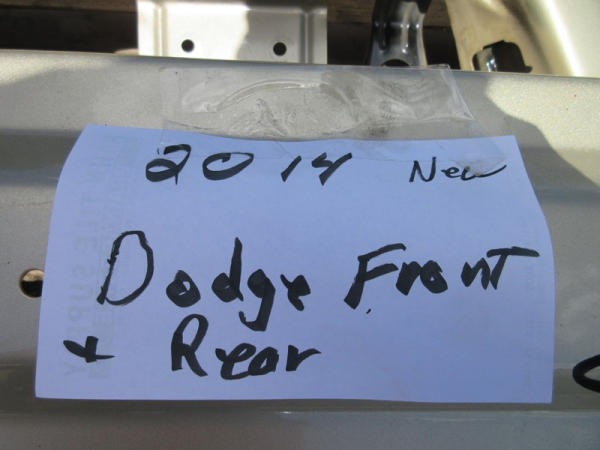 2014 New
Dodge Front
+ Rear